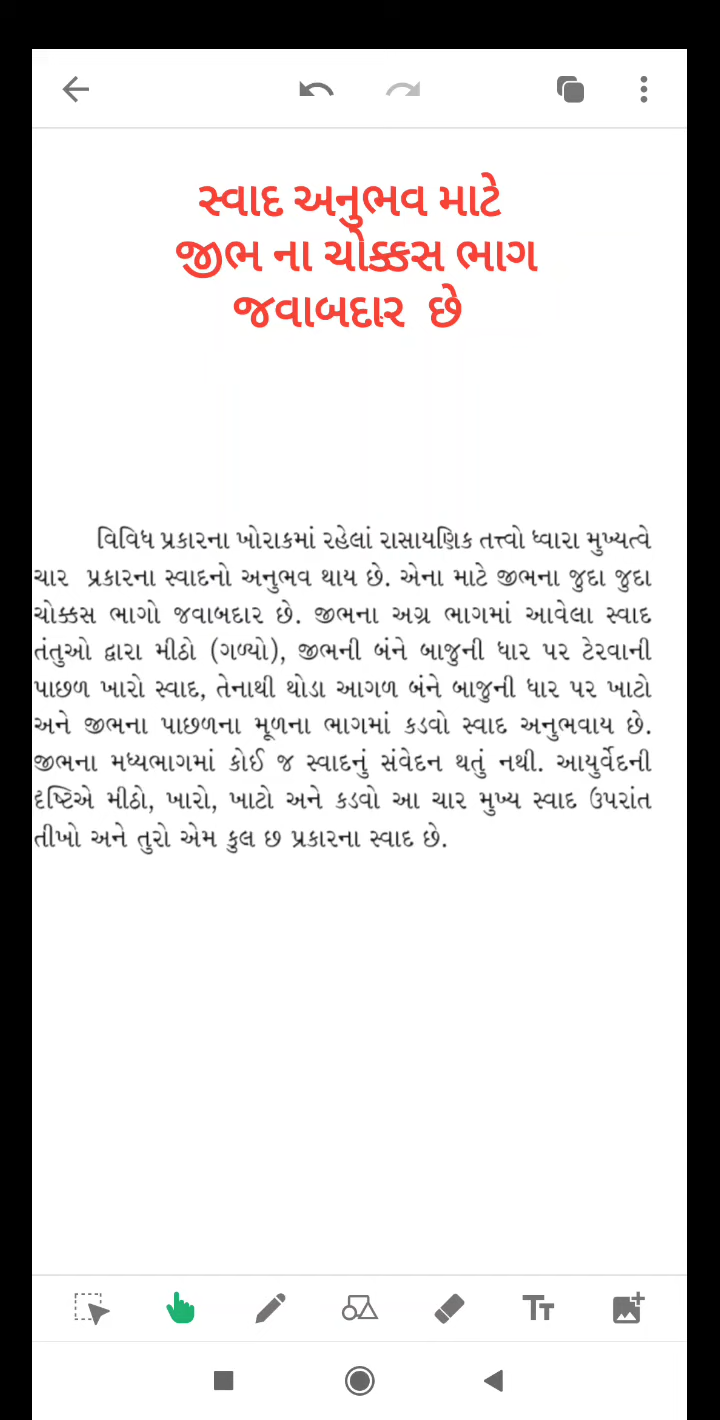 સ્વાદ અનુભવ માટે
જીભ ના ચોક્કસ ભાગ
જવાબદાર છે
વિવિધ પ્રકારના ખોરાકમાં રહેલાં રાસાયણિક તત્ત્વો ધ્વારા મુખ્યત્વે
ચાર પ્રકારના સ્વાદનો અનુભવ થાય છે. એના માટે જીભના જુદા જુદા
ચોક્કસ ભાગો જવાબદાર છે. જીભના અગ્ર ભાગમાં આવેલા સ્વાદ
તંતુઓ દ્વારા મીઠો (ગળ્યો), જીભની બંને બાજુની ધાર પર ટેરવાની
પાછળ ખારો સ્વાદ, તેનાથી થોડા આગળ બંને બાજુની ધાર પર ખાટો
અને જીભના પાછળના મૂળના ભાગમાં કડવો સ્વાદ અનુભવાય છે.
જીભના મધ્યભાગમાં કોઈ જ સ્વાદનું સંવેદન થતું નથી. આયુર્વેદની
દૃષ્ટિએ મીઠો, ખારો, ખાટો અને કડવો આ ચાર મુખ્ય સ્વાદ ઉપરાંત
તીખો અને તુરો એમ કુલ છ પ્રકારના સ્વાદ છે.
TT